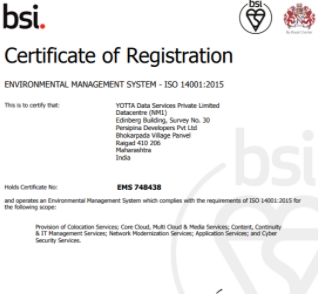 bsi.
bsi
By Royal Charter
Certificate of Registration
ENVIRONMENTAL MANAGEMENT SYSTEM - ISO 14001:2015
This is to certify that:
YOTTA Data Services Private Limited
Datacentre (NM1)
Edinberg Building, Survey No. 30
Persipina Developers Pvt Ltd
Bhokarpada Village Panvel
Raigad 410 206
Maharashtra
India
Holds Certificate No:
EMS 748438
and operates an Environmental Management System which complies with the requirements of ISO 14001:2015 for
the following scope:
Provision of Colocation Services; Core Cloud, Multi Cloud & Media Services; Content, Continuity
& IT Management Services; Network Modernization Services; Application Services; and Cyber
Security Services.
bsi